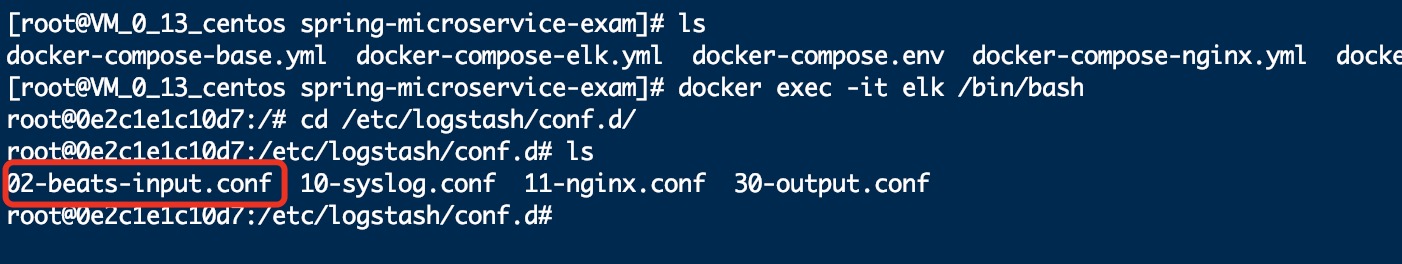 [root@VM_0_13_centos spring-microservice-exam]# ls
docker-compose-base.yml  docker-compose-elk.yml  docker-compose.env  docker-compose-nginx.yml  docke
[root@VM_0_13_centos spring-microservice-exam]# docker exec -it elk /bin/bash
root@0e2c1e1c10d7:/# cd /etc/logstash/conf.d/
root@0e2c1e1c10d7:/etc/logstash/conf.d# ls
02-beats-input.conf  10-syslog.conf  11-nginx.conf  30-output.conf
root@0e2c1e1c10d7:/etc/logstash/conf.d#